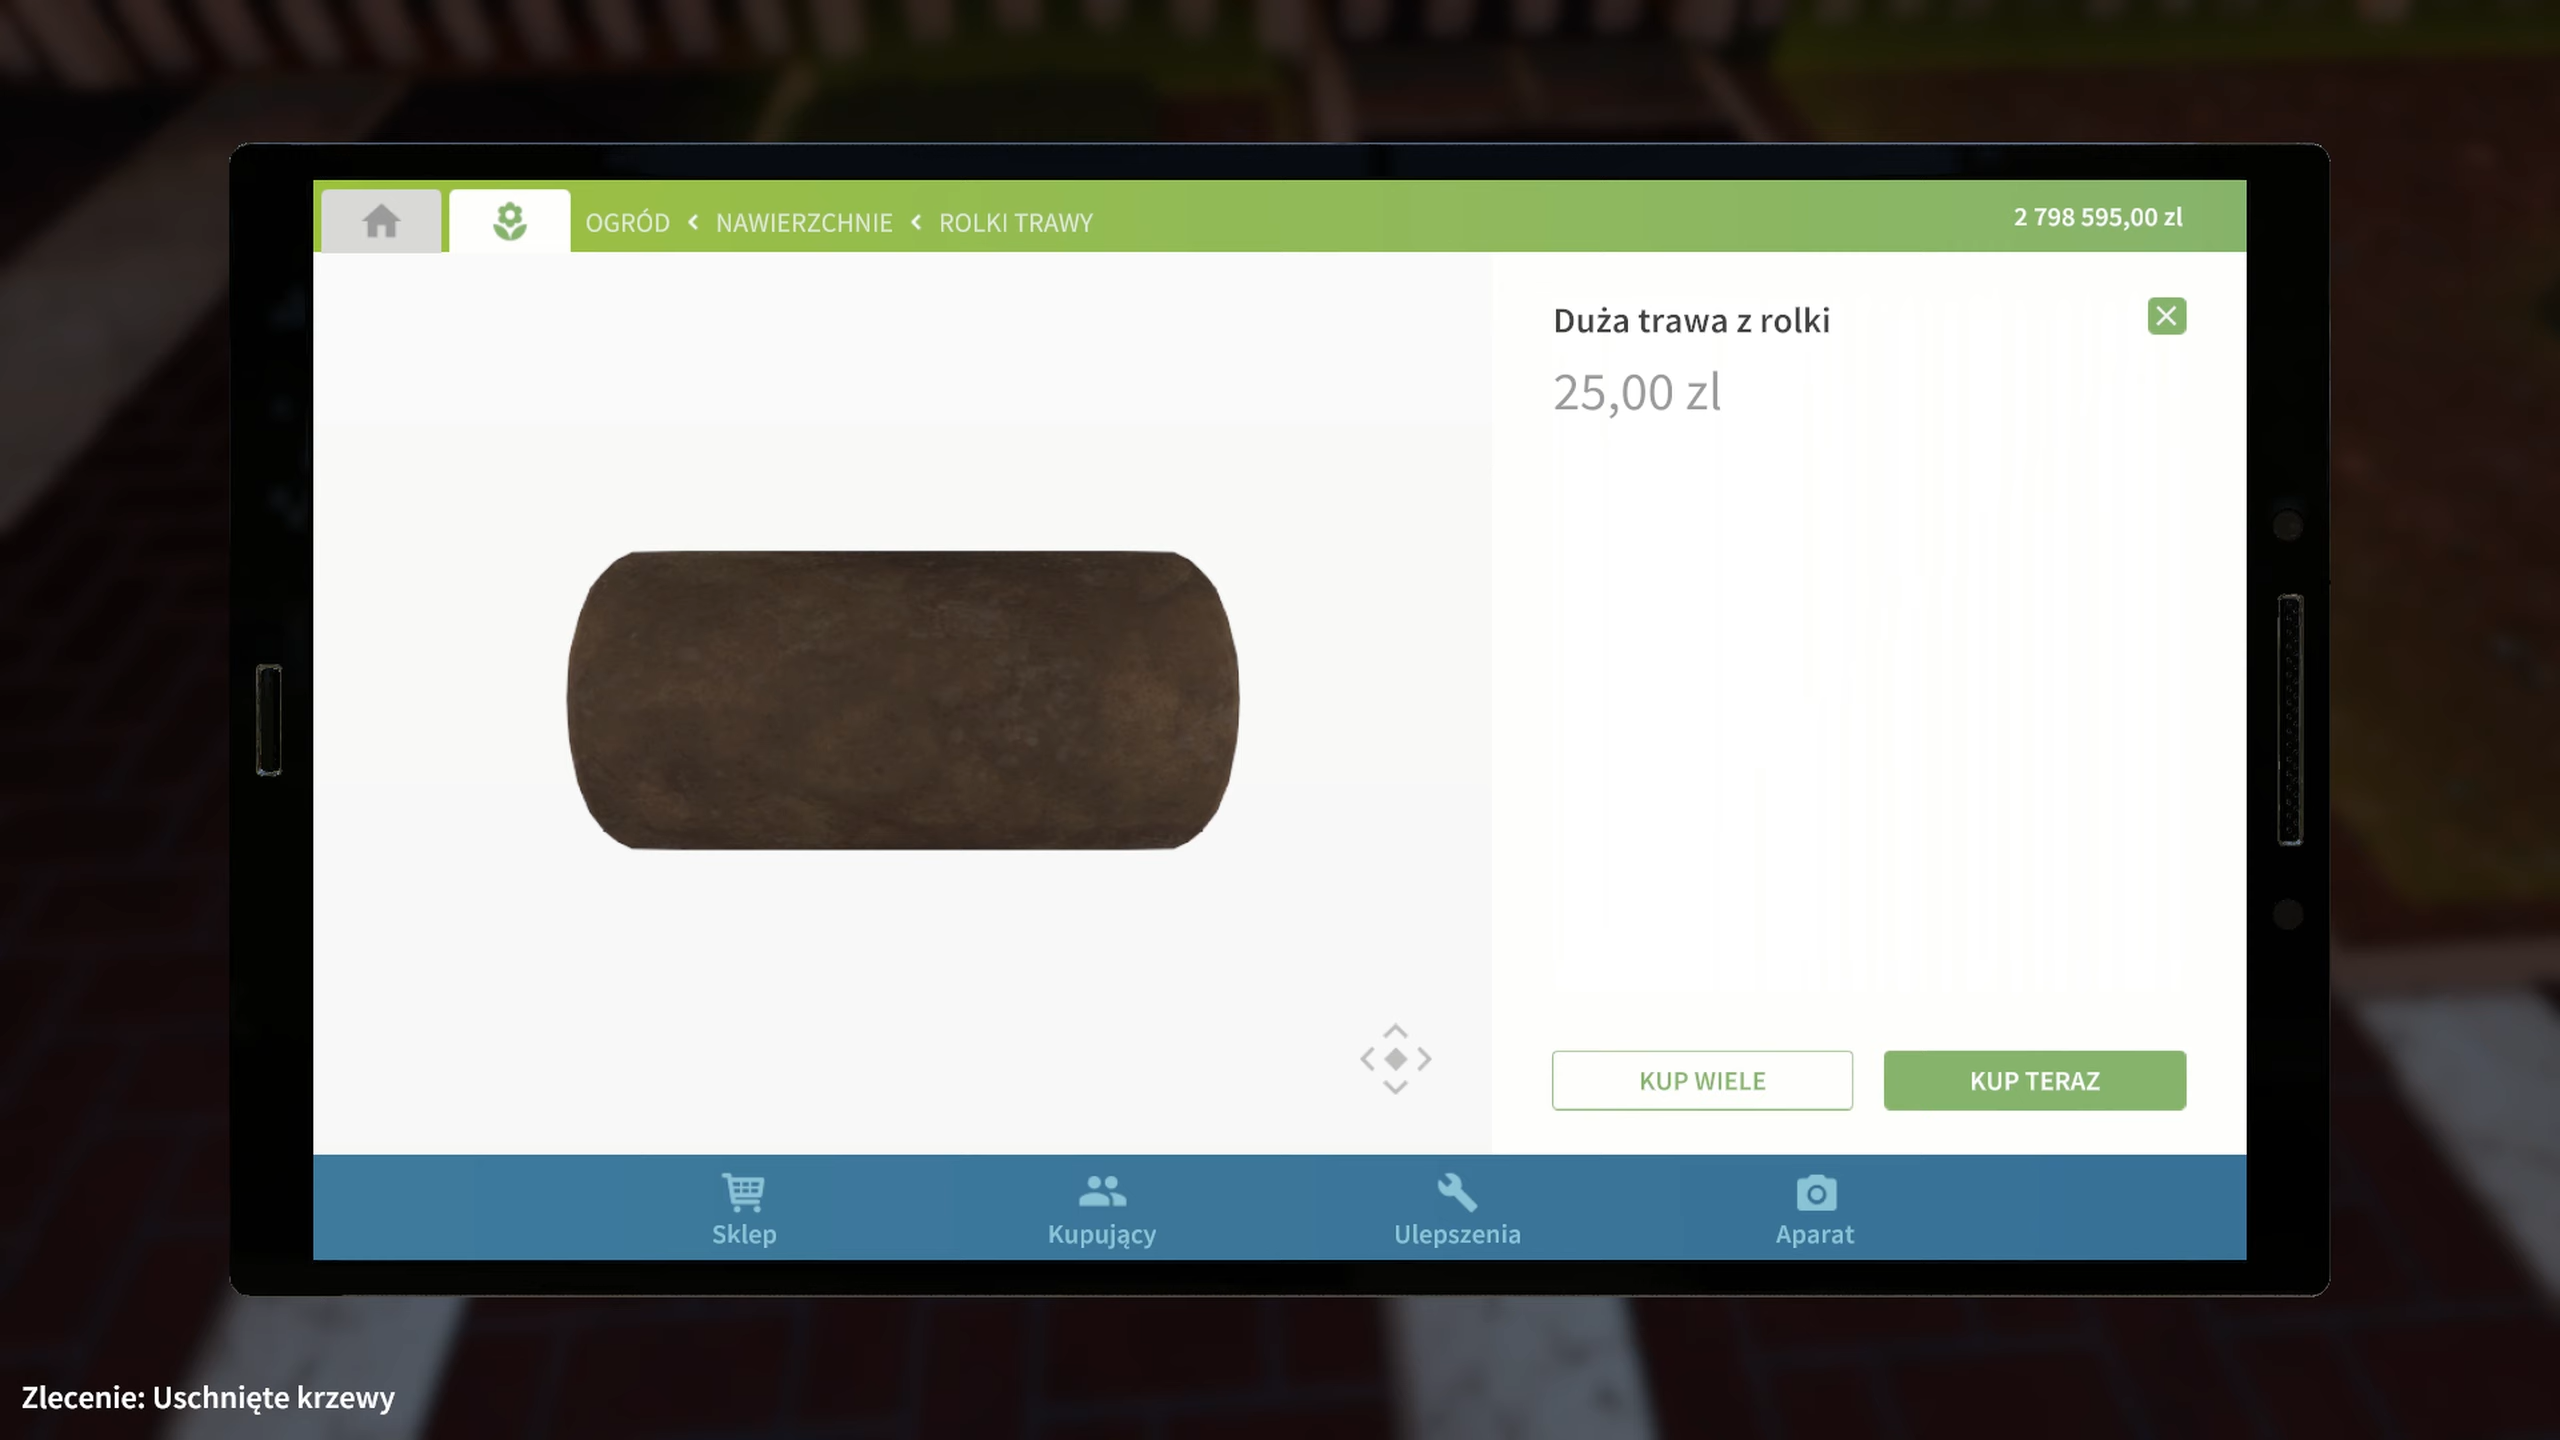 OGRÓD < NAWIERZCHNIE < ROLKI TRAWY
2 798 595,00 zl
Duża trawa z rolki
25,00 zl
KUP WIELE
KUP TERAZ
Sklep
Kupujący
Ulepszenia
Aparat
Zlecenie: Uschnięte krzewy